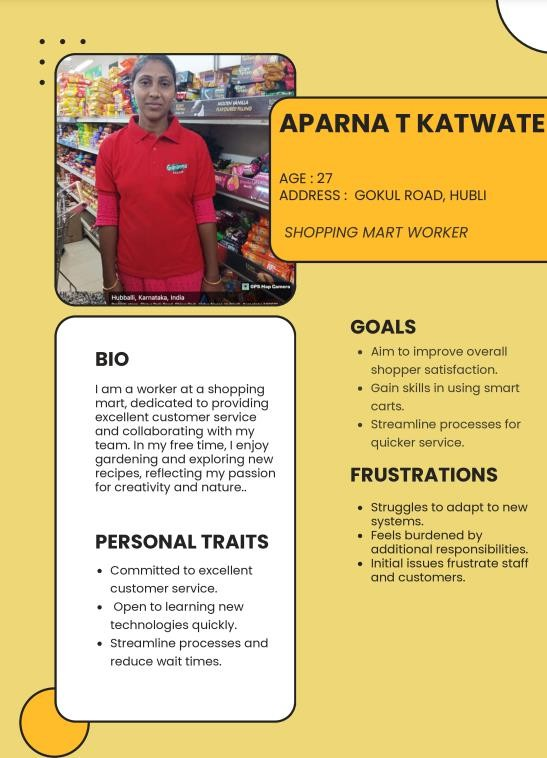 APARNA T KATWATE
AGE : 27
ADDRESS : GOKUL ROAD, HUBLI
SHOPPING MART WORKER
GPS Map Camera
Hubballi, Karnataka, India
BIO
I am a worker at a shopping
mart, dedicated to providing
excellent customer service
and collaborating with my
team. In my free time, I enjoy
gardening and exploring new
recipes, reflecting my passion
for creativity and nature..
PERSONAL TRAITS
• Committed to excellent
customer service.
• Open to learning new
technologies quickly.
• Streamline processes and
reduce wait times.
GOALS
• Aim to improve overall
shopper satisfaction.
• Gain skills in using smart
carts.
• Streamline processes for
quicker service.
FRUSTRATIONS
• Struggles to adapt to new
systems.
• Feels burdened by
additional responsibilities.
• Initial issues frustrate staff
and customers.